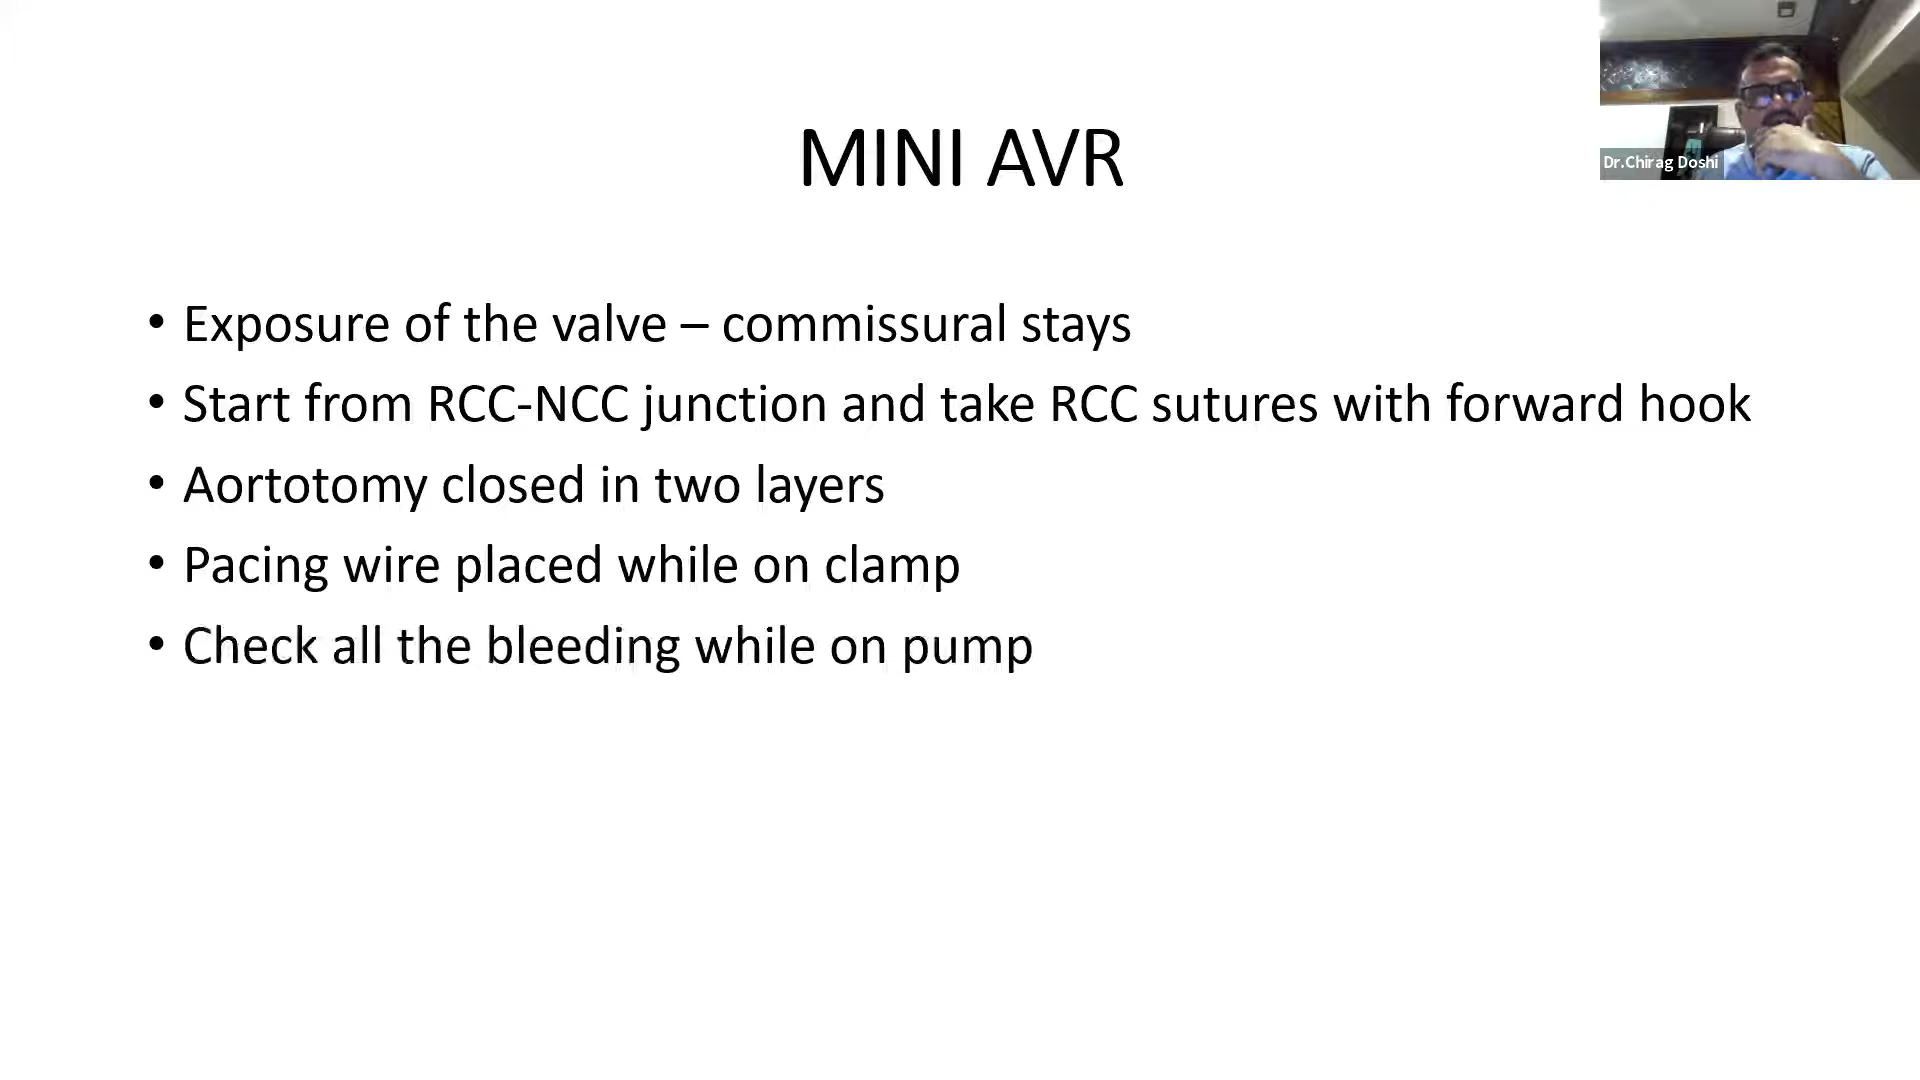 MINI AVR
Dr.Chirag Doshi
• Exposure of the valve – commissural stays
• Start from RCC-NCC junction and take RCC sutures with forward hook
• Aortotomy closed in two layers
• Pacing wire placed while on clamp
• Check all the bleeding while on pump